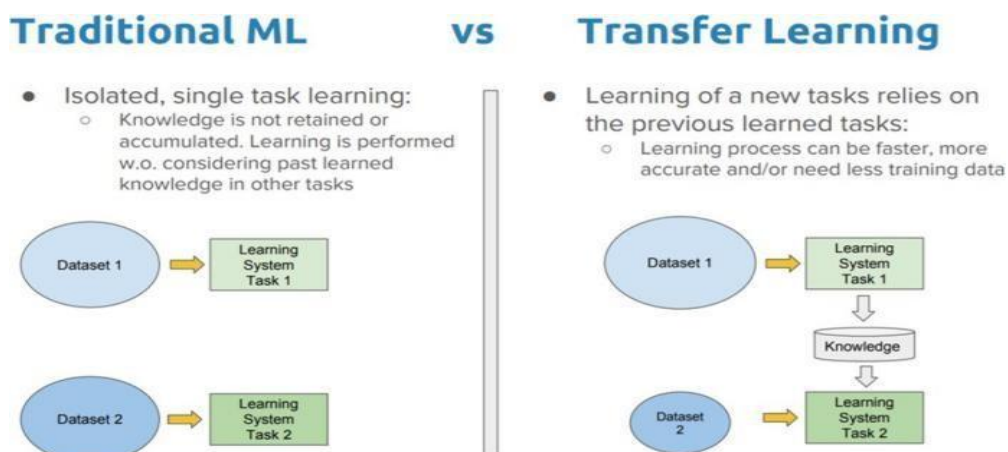 Traditional ML vs Transfer Learning
● Isolated, single task learning:
○ Knowledge is not retained or
accumulated. Learning is performed
w.o. considering past learned
knowledge in other tasks
Dataset 1
Learning
System
Task 1
Dataset 2
Learning
System
Task 2
● Learning of a new tasks relies on
the previous learned tasks:
○ Learning process can be faster, more
accurate and/or need less training data
Dataset 1
Learning
System
Task 1
Knowledge
Dataset
2
Learning
System
Task 2